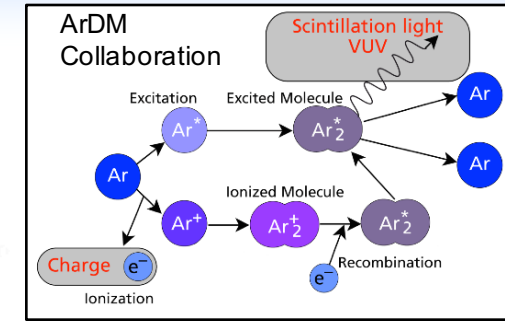 ArDM
Collaboration
Scintillation light
VUV
Excitation
Excited Molecule
Ar
Ar*
Ar₂*
Ar
Ar
Ionized Molecule
Ar⁺
Ar₂⁺
Ar₂*
Charge
e⁻
e⁻
Recombination
Ionization